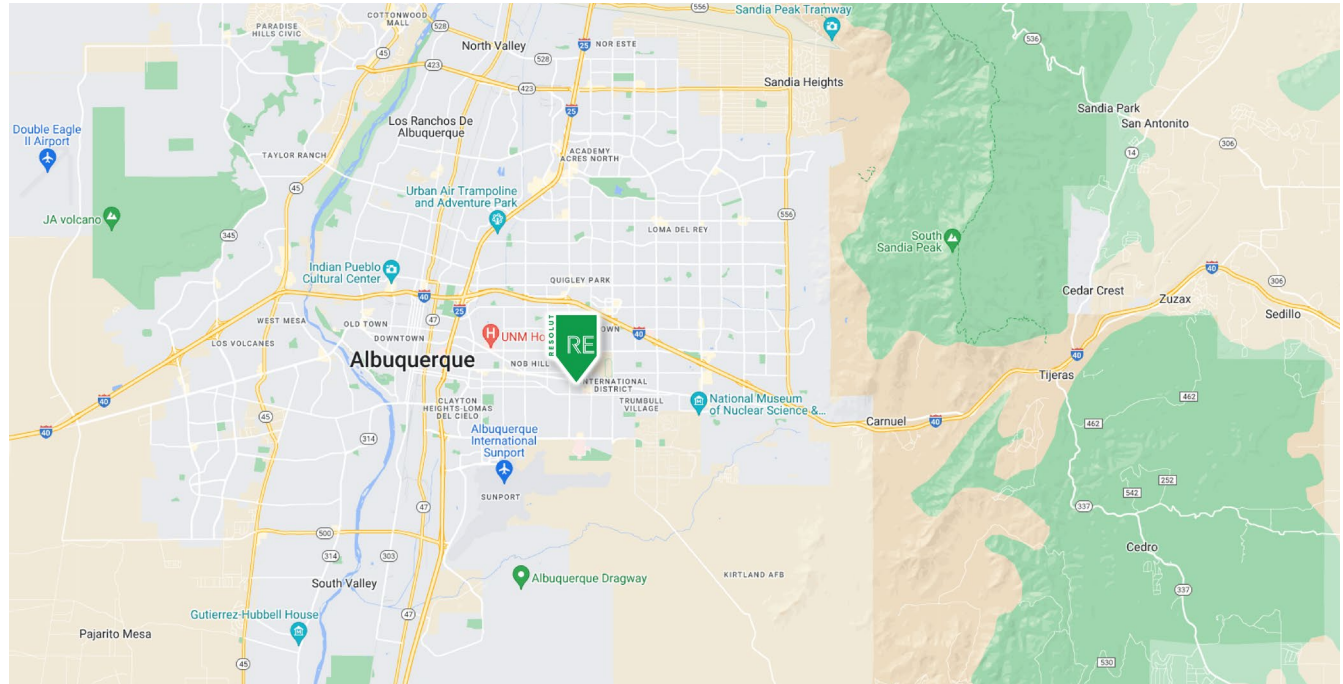 COTTONWOOD
MALL
PARADISE
HILLS CIVIC
528
45
North Valley
25
NOR ESTE
528
423
423
556
Sandia Peak Tramway
Sandia Heights
536
Sandia Park
San Antonito
14
306
Double Eagle
II Airport
Los Ranchos De
Albuquerque
25
TAYLOR RANCH
ACADEMY
ACRES NORTH
45
Urban Air Trampoline
and Adventure Park
JA volcano
345
LOMA DEL REY
556
South
Sandia Peak
Indian Pueblo
Cultural Center
QUIGLEY PARK
40
40
306
Cedar Crest
Zuzax
Sedillo
25
47
WEST MESA
OLD TOWN
DOWNTOWN
LOS VOLCANES
UNM Ho
RESOLUT
RE
OWN
40
Albuquerque
NOB HILL
NTERNATIONAL
DISTRICT
40
Tijeras
40
CLAYTON
HEIGHTS-LOMAS
DEL CIELO
TRUMBULL
VILLAGE
National Museum
of Nuclear Science &...
Carnuel
40
462
462
45
40
314
Albuquerque
International
Sunport
SUNPORT
47
252
542
337
500
314
303
Cedro
South Valley
Albuquerque Dragway
KIRTLAND AFB
337
Gutierrez-Hubbell House
47
Pajarito Mesa
45
530